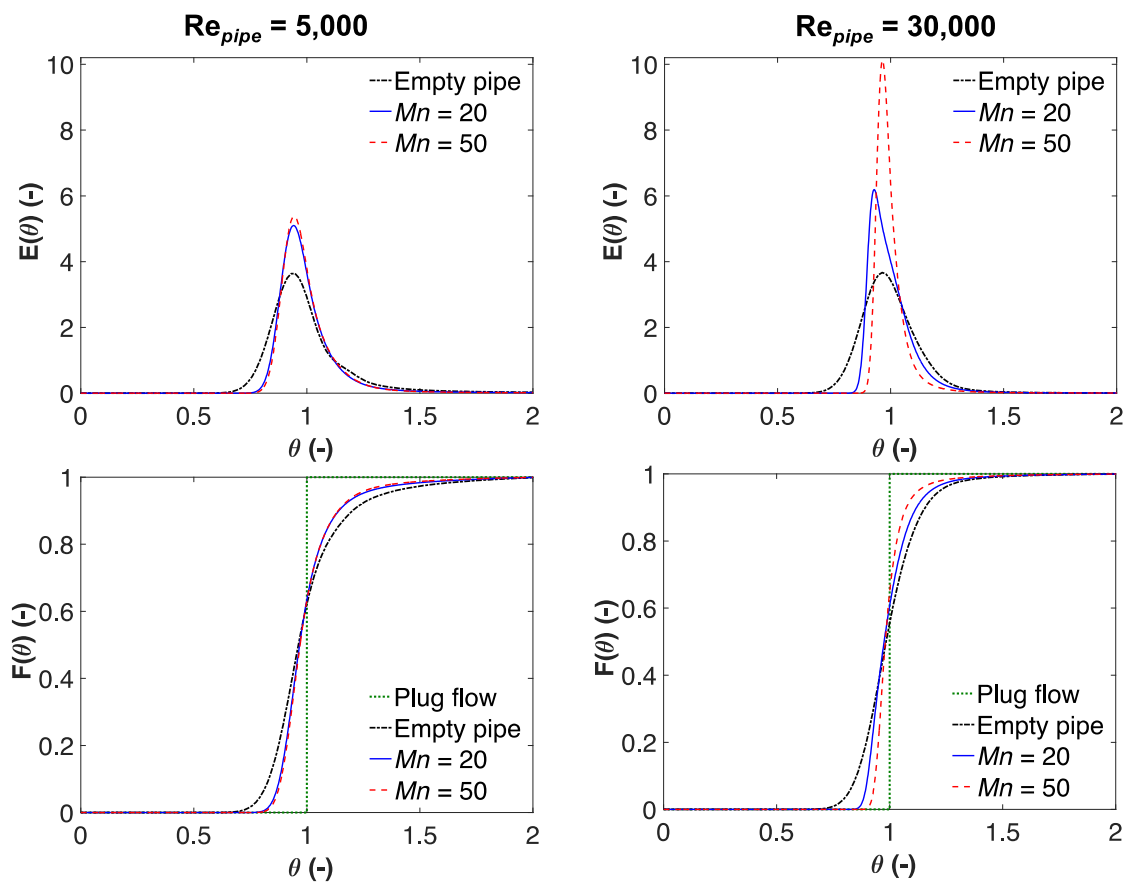 Re_pipe = 5,000
10
8
6
4
2
0
E(θ) (-)
Empty pipe
Mn = 20
Mn = 50
0 0.5 1 1.5 2
θ (-)
Re_pipe = 30,000
10
8
6
4
2
0
E(θ) (-)
Empty pipe
Mn = 20
Mn = 50
0 0.5 1 1.5 2
θ (-)
1
0.8
0.6
0.4
0.2
0
F(θ) (-)
Plug flow
Empty pipe
Mn = 20
Mn = 50
0 0.5 1 1.5 2
θ (-)
1
0.8
0.6
0.4
0.2
0
F(θ) (-)
Plug flow
Empty pipe
Mn = 20
Mn = 50
0 0.5 1 1.5 2
θ (-)